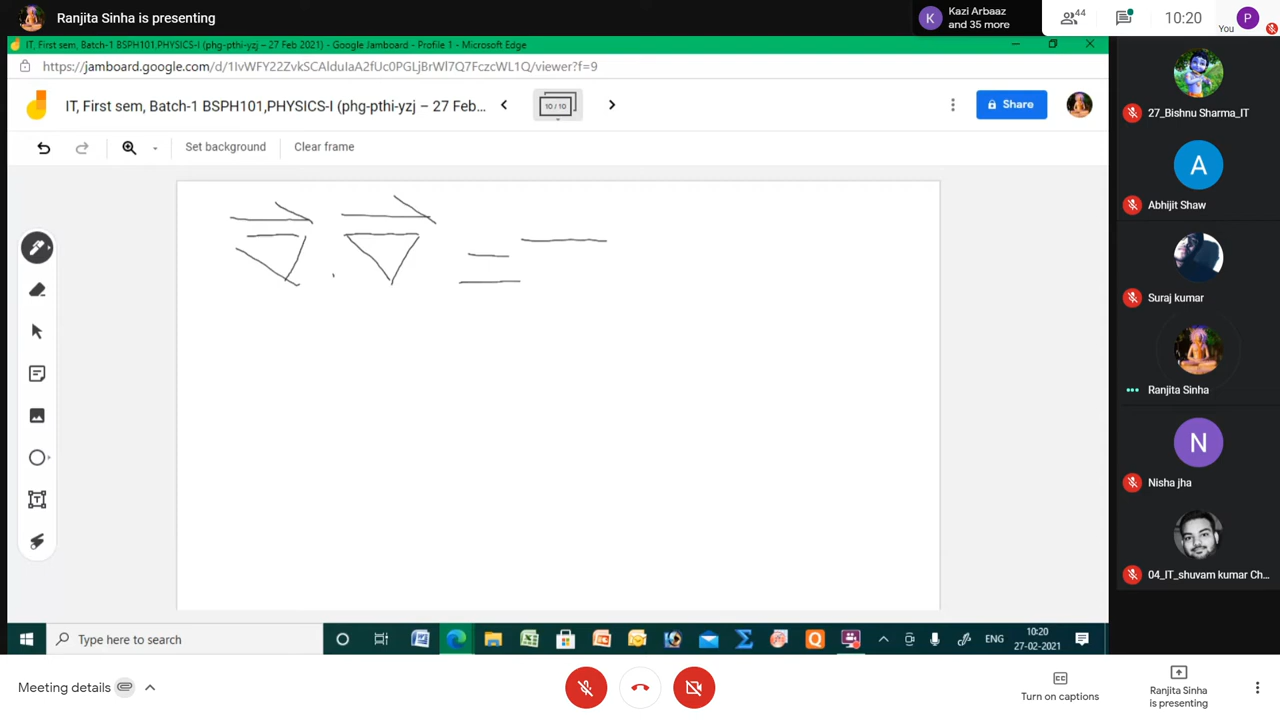 Ranjita Sinha is presenting
K
Kazi Arbaaz
and 35 more
44
10:20
You
P
IT, First sem, Batch-1 BSPH101,PHYSICS-I (phg-pthi-yzj – 27 Feb 2021) - Google Jamboard - Profile 1 - Microsoft Edge
https://jamboard.google.com/d/1IvWFY22ZvkSCAlduIaA2fUc0PGLjBrWl7Q7FczcWL1Q/viewer?f=9
IT, First sem, Batch-1 BSPH101,PHYSICS-I (phg-pthi-yzj – 27 Feb...
10 / 10
Share
Set background
Clear frame
∇⃗ . ∇⃗ =
27_Bishnu Sharma_IT
A
Abhijit Shaw
Suraj kumar
Ranjita Sinha
N
Nisha jha
04_IT_shuvam kumar Ch...
Type here to search
ENG
10:20
27-02-2021
Meeting details
Turn on captions
Ranjita Sinha
is presenting